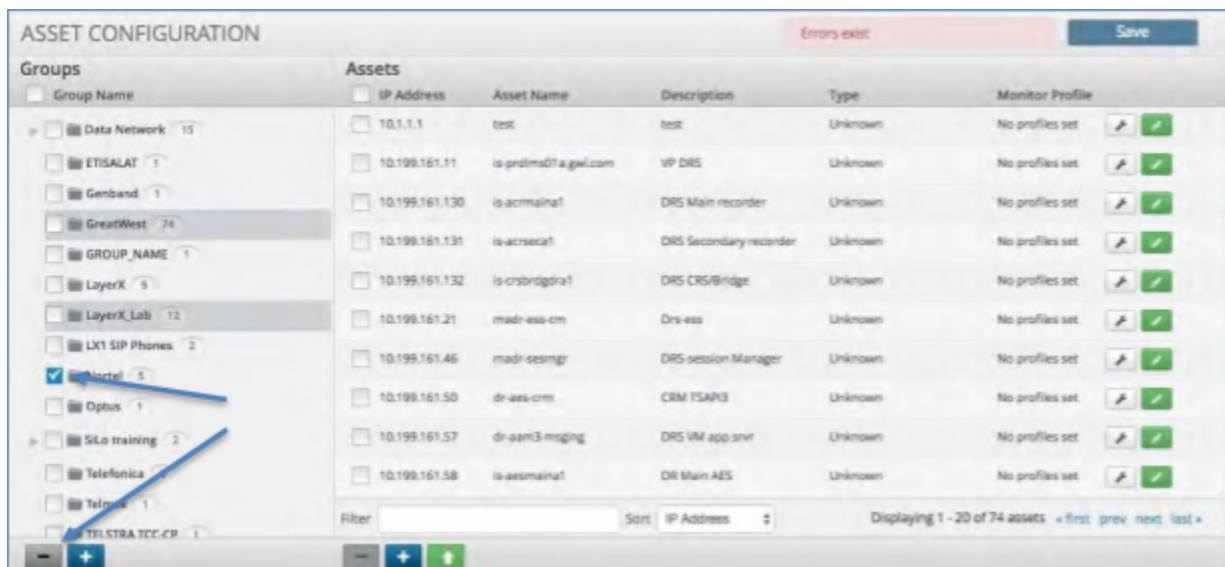 ASSET CONFIGURATION Errors exist Save
Groups Assets
Group Name IP Address Asset Name Description Type Monitor Profile
Data Network 15
ETISALAT 1
Genband 1
GreatWest 74
GROUP_NAME 1
LayerX 5
LayerX_Lab 12
LX1 SIP Phones 2
5
Optus 1
SiLo training 2
Telefonica
1
TELSTRA TCC-CP 1
10.1.1.1 test test Unknown No profiles set
10.199.161.11 is-prdlms01a.gwl.com VP DRS Unknown No profiles set
10.199.161.130 is-acrmaina1 DRS Main recorder Unknown No profiles set
10.199.161.131 is-acrseca1 DRS Secondary recorder Unknown No profiles set
10.199.161.132 is-crsbrdgdra1 DRS CRS/Bridge Unknown No profiles set
10.199.161.21 madr-ess-cm Drs-ess Unknown No profiles set
10.199.161.46 madr-sesmgr DRS-session Manager Unknown No profiles set
10.199.161.50 dr-aes-crm CRM TSAPI3 Unknown No profiles set
10.199.161.57 dr-aam3-msging DRS VM app srvr Unknown No profiles set
10.199.161.58 is-aesmaina1 DR Main AES Unknown No profiles set
Filter Sort IP Address Displaying 1 - 20 of 74 assets «first prev next last»